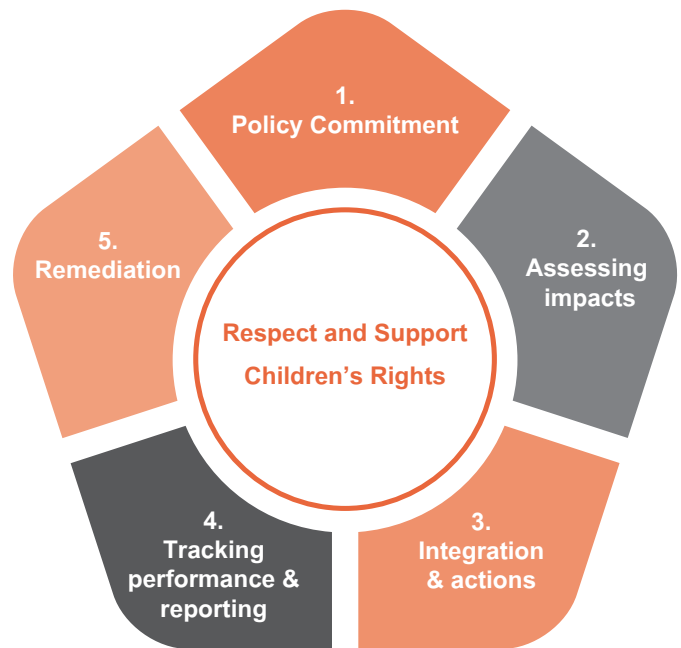 1.
Policy Commitment
2.
Assessing
impacts
3.
Integration
& actions
4.
Tracking
performance &
reporting
5.
Remediation
Respect and Support
Children’s Rights